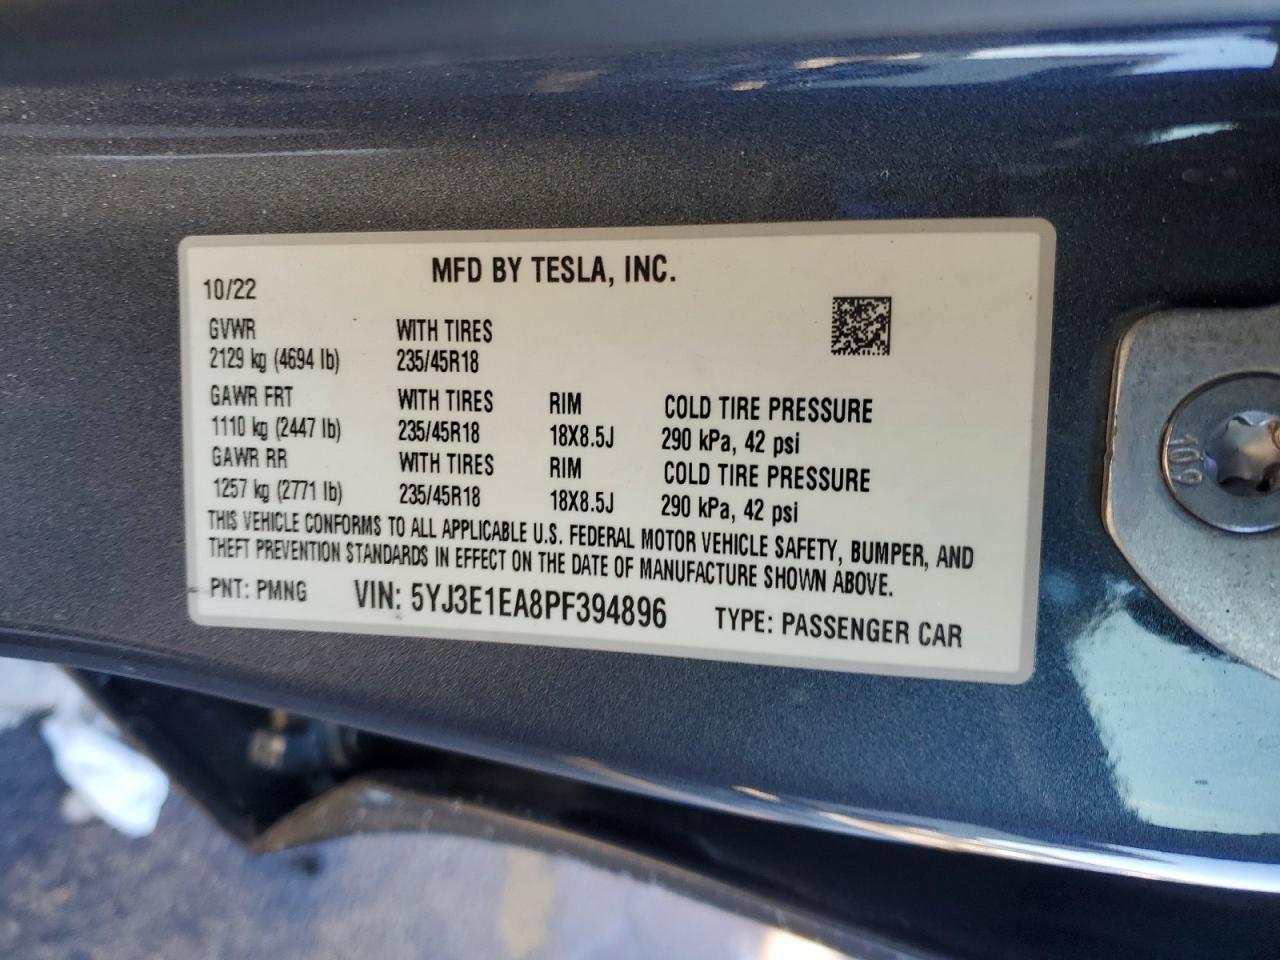 MFD BY TESLA, INC.
10/22
GVWR WITH TIRES
2129 kg (4694 lb) 235/45R18
GAWR FRT WITH TIRES RIM COLD TIRE PRESSURE
1110 kg (2447 lb) 235/45R18 18X8.5J 290 kPa, 42 psi
GAWR RR WITH TIRES RIM COLD TIRE PRESSURE
1257 kg (2771 lb) 235/45R18 18X8.5J 290 kPa, 42 psi
THIS VEHICLE CONFORMS TO ALL APPLICABLE U.S. FEDERAL MOTOR VEHICLE SAFETY, BUMPER, AND
THEFT PREVENTION STANDARDS IN EFFECT ON THE DATE OF MANUFACTURE SHOWN ABOVE.
PNT: PMNG VIN: 5YJ3E1EA8PF394896 TYPE: PASSENGER CAR
109